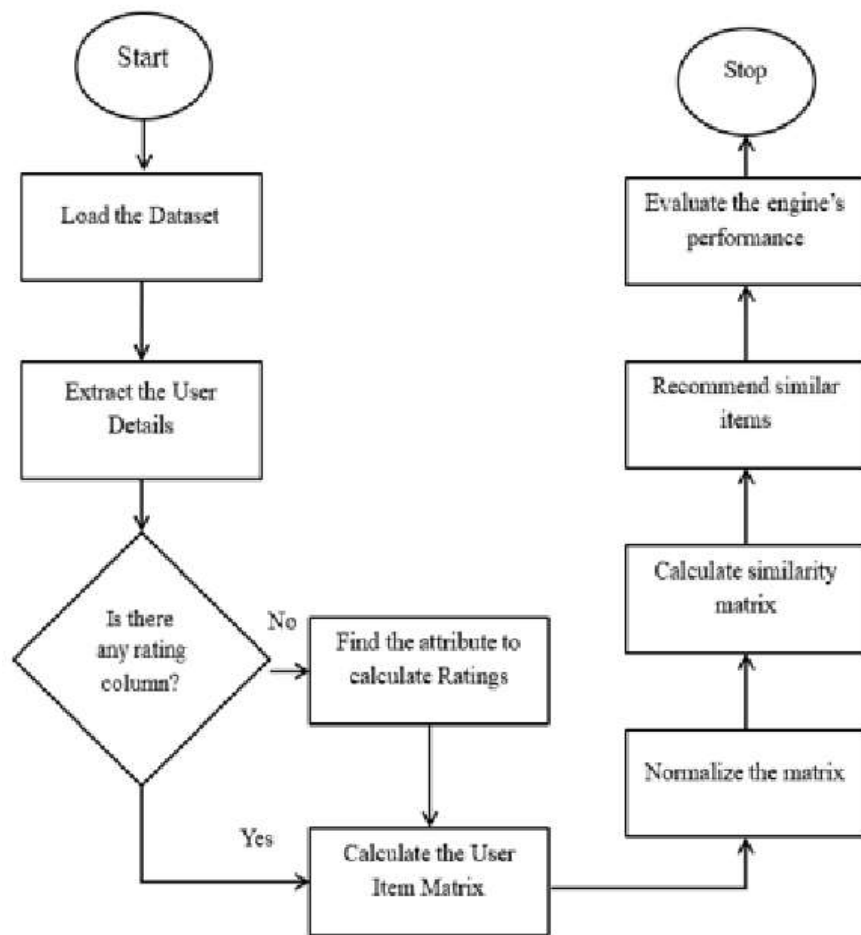 Start
Load the Dataset
Extract the User
Details
Is there
any rating
column?
No
Find the attribute to
calculate Ratings
Yes
Calculate the User
Item Matrix
Normalize the matrix
Calculate similarity
matrix
Recommend similar
items
Evaluate the engine's
performance
Stop